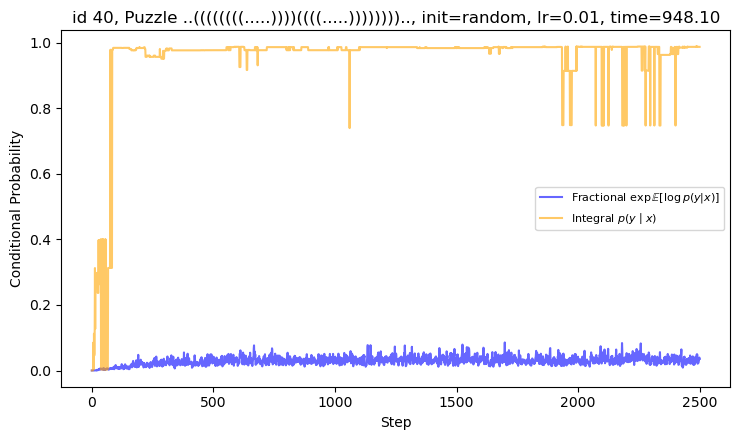 id 40, Puzzle ..((((((((.....))))((((.....)))))))).., init=random, lr=0.01, time=948.10
1.0
0.8
0.6
0.4
0.2
0.0
Conditional Probability
Fractional exp𝔼[log p(y|x)]
Integral p(y | x)
0
500
1000
1500
2000
2500
Step